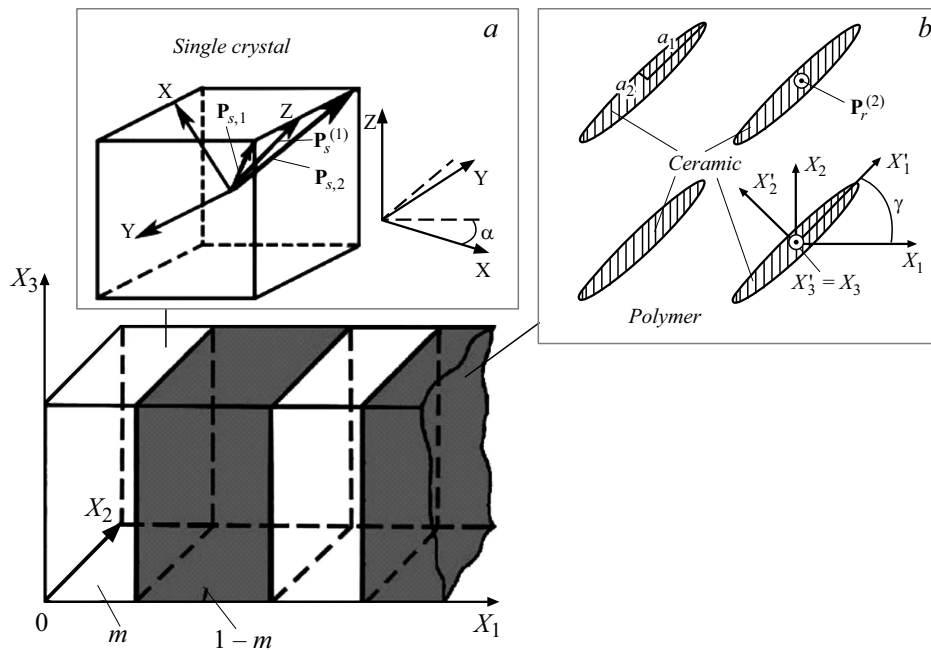 a
Single crystal
X
P_{s,1}
Z
P_s^{(1)}
P_{s,2}
Y
Z
Y
α
X
b
a_1
a_2
P_r^{(2)}
Ceramic
X'_2
X_2
X'_1
γ
X_1
X'_3 = X_3
Polymer
X_3
X_2
0
m
1 – m
X_1